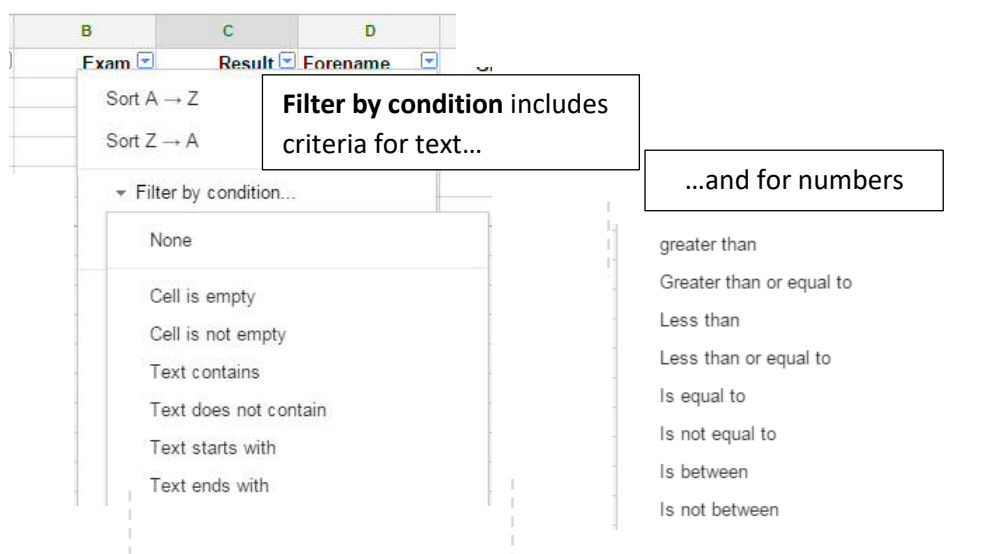 B C D
Exam Result Forename
Sort A → Z
Sort Z → A
Filter by condition includes
criteria for text...
...and for numbers
Filter by condition...
None
Cell is empty
Cell is not empty
Text contains
Text does not contain
Text starts with
Text ends with
greater than
Greater than or equal to
Less than
Less than or equal to
Is equal to
Is not equal to
Is between
Is not between